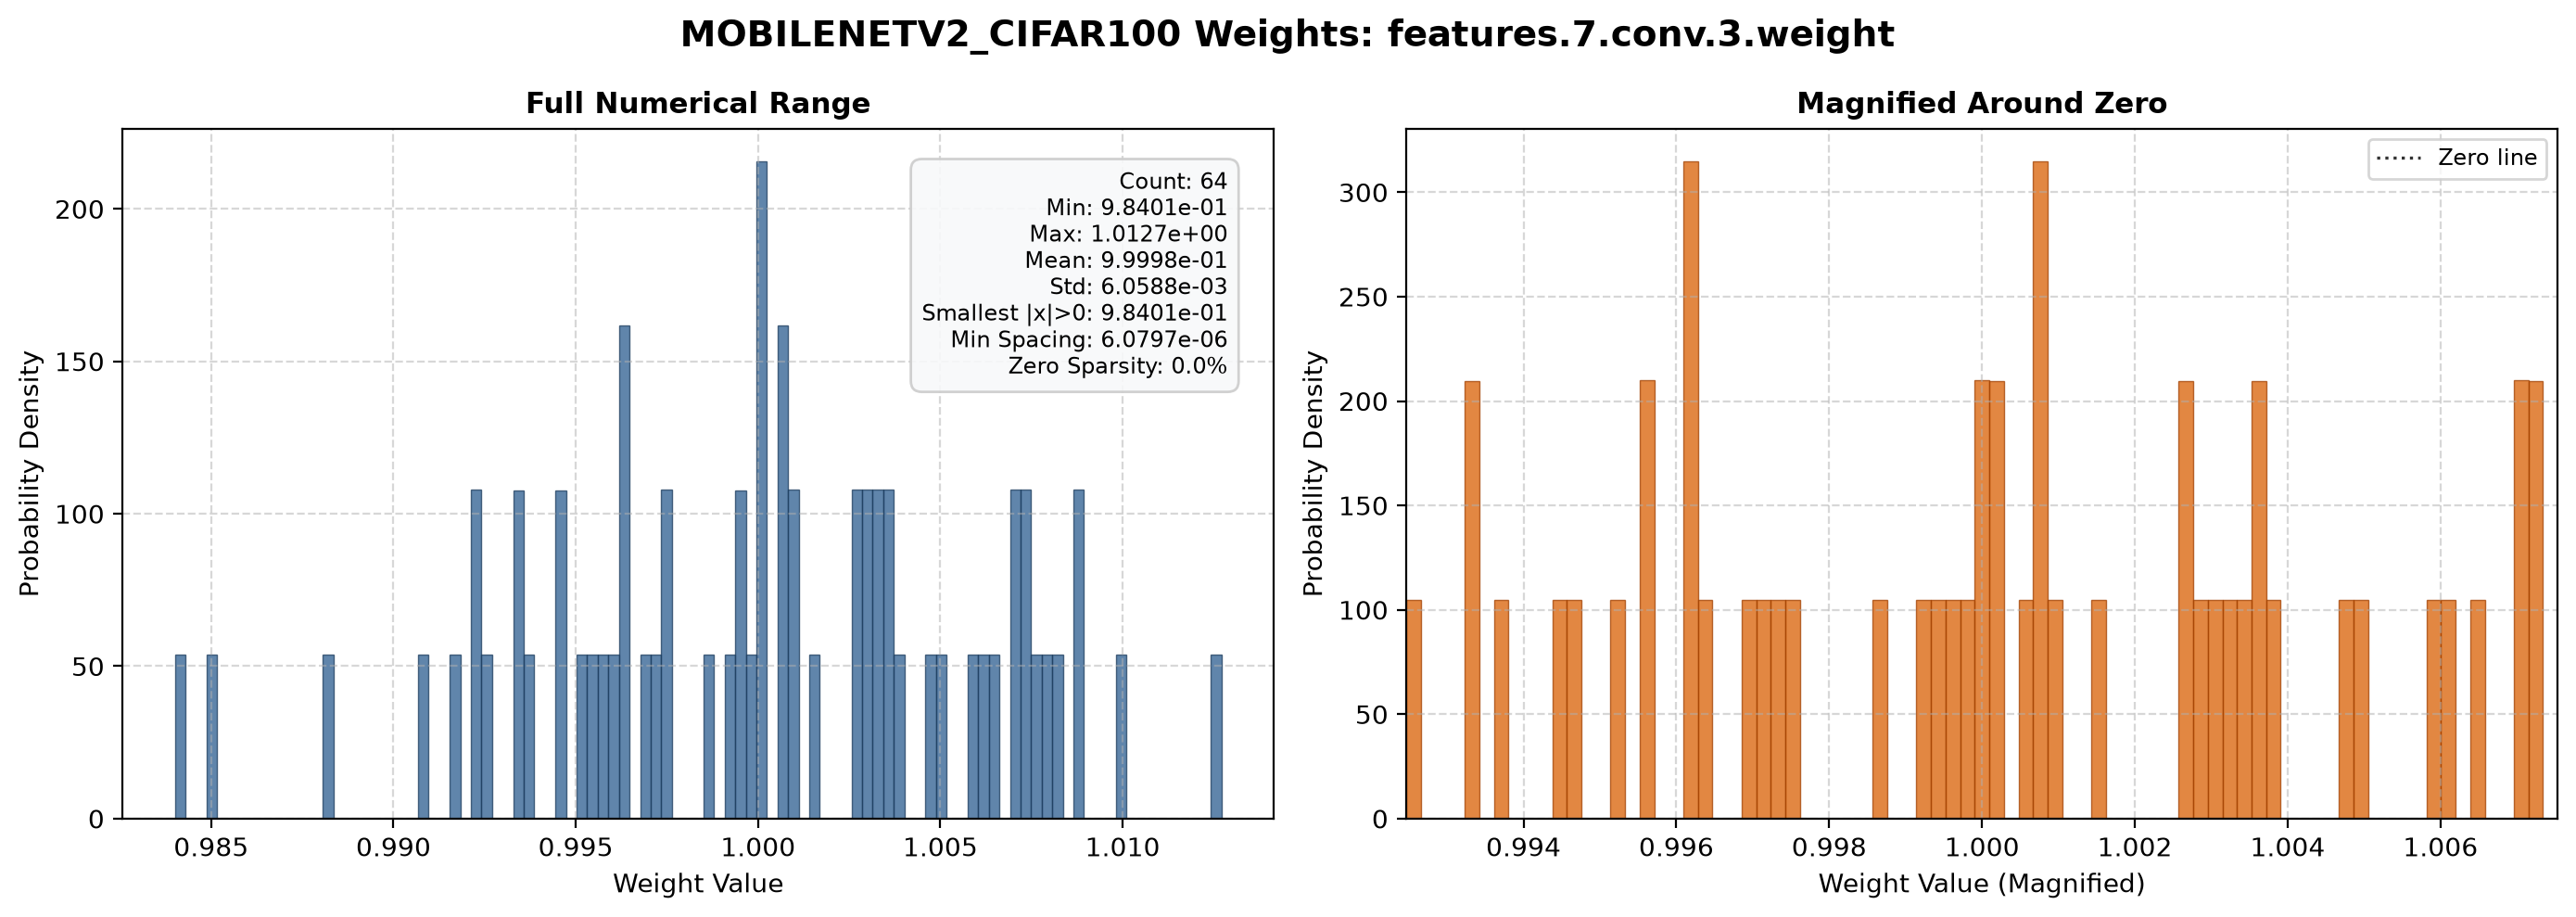 MOBILENETV2_CIFAR100 Weights: features.7.conv.3.weight
Full Numerical Range
Probability Density
200
150
100
50
0
Count: 64
Min: 9.8401e-01
Max: 1.0127e+00
Mean: 9.9998e-01
Std: 6.0588e-03
Smallest |x|>0: 9.8401e-01
Min Spacing: 6.0797e-06
Zero Sparsity: 0.0%
0.985 0.990 0.995 1.000 1.005 1.010
Weight Value
Magnified Around Zero
Probability Density
300
250
200
150
100
50
0
Zero line
0.994 0.996 0.998 1.000 1.002 1.004 1.006
Weight Value (Magnified)